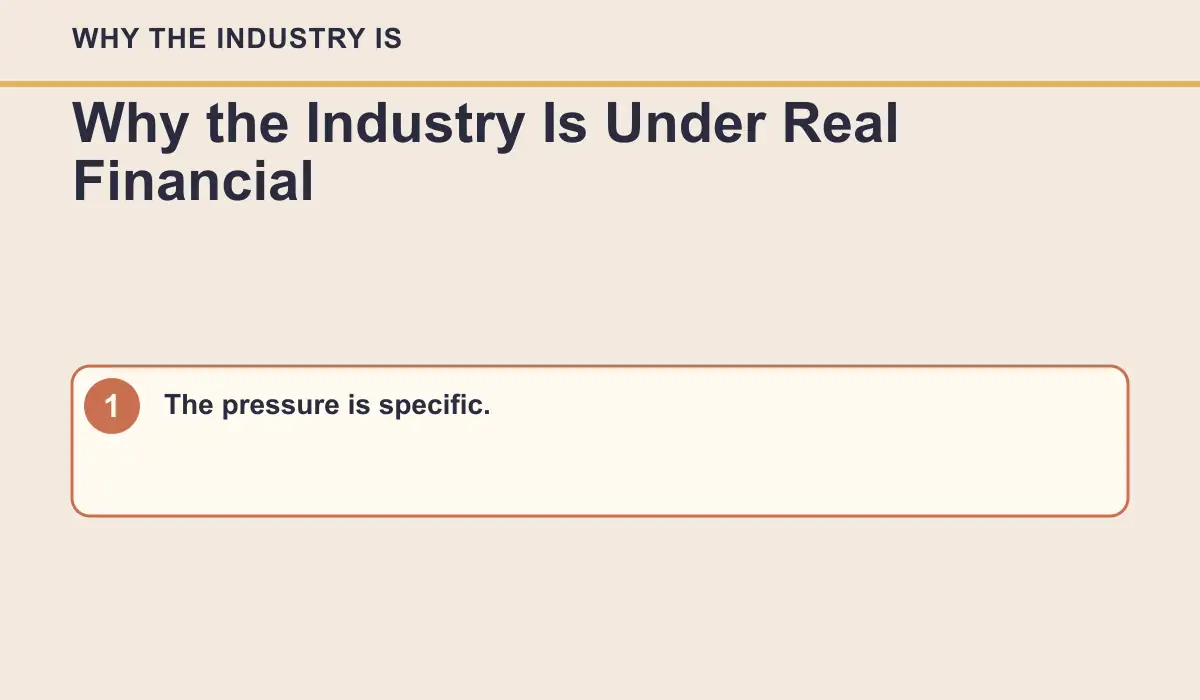 WHY THE INDUSTRY IS
Why the Industry Is Under Real
Financial
1 The pressure is specific.